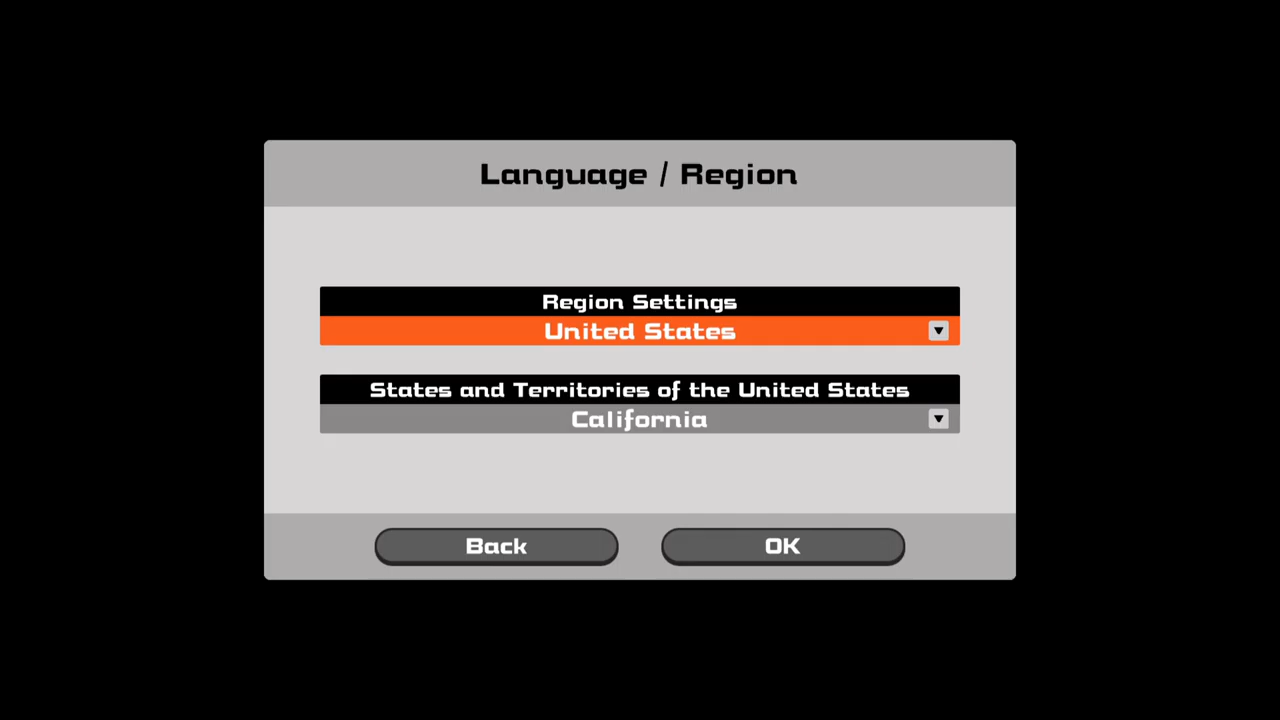 Language / Region
Region Settings
United States
States and Territories of the United States
California
Back
OK